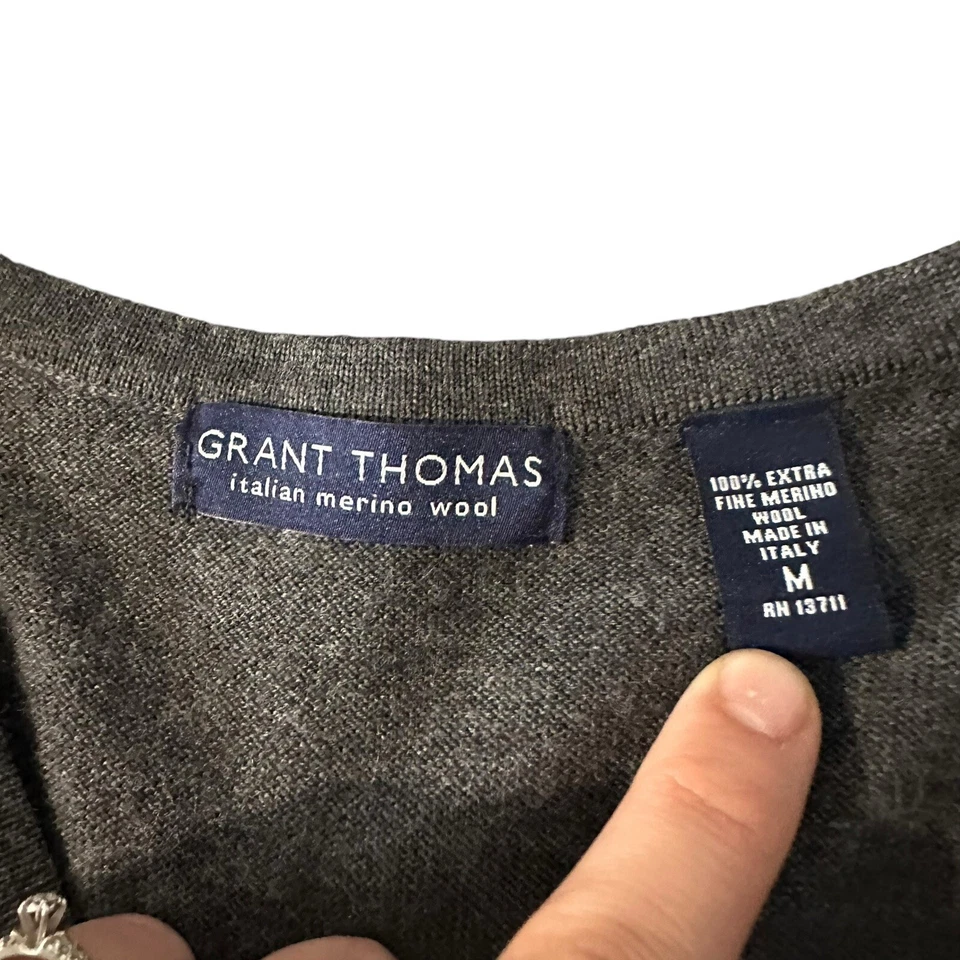 GRANT THOMAS
italian merino wool
100% EXTRA
FINE MERINO
WOOL
MADE IN
ITALY
M
RN 13711